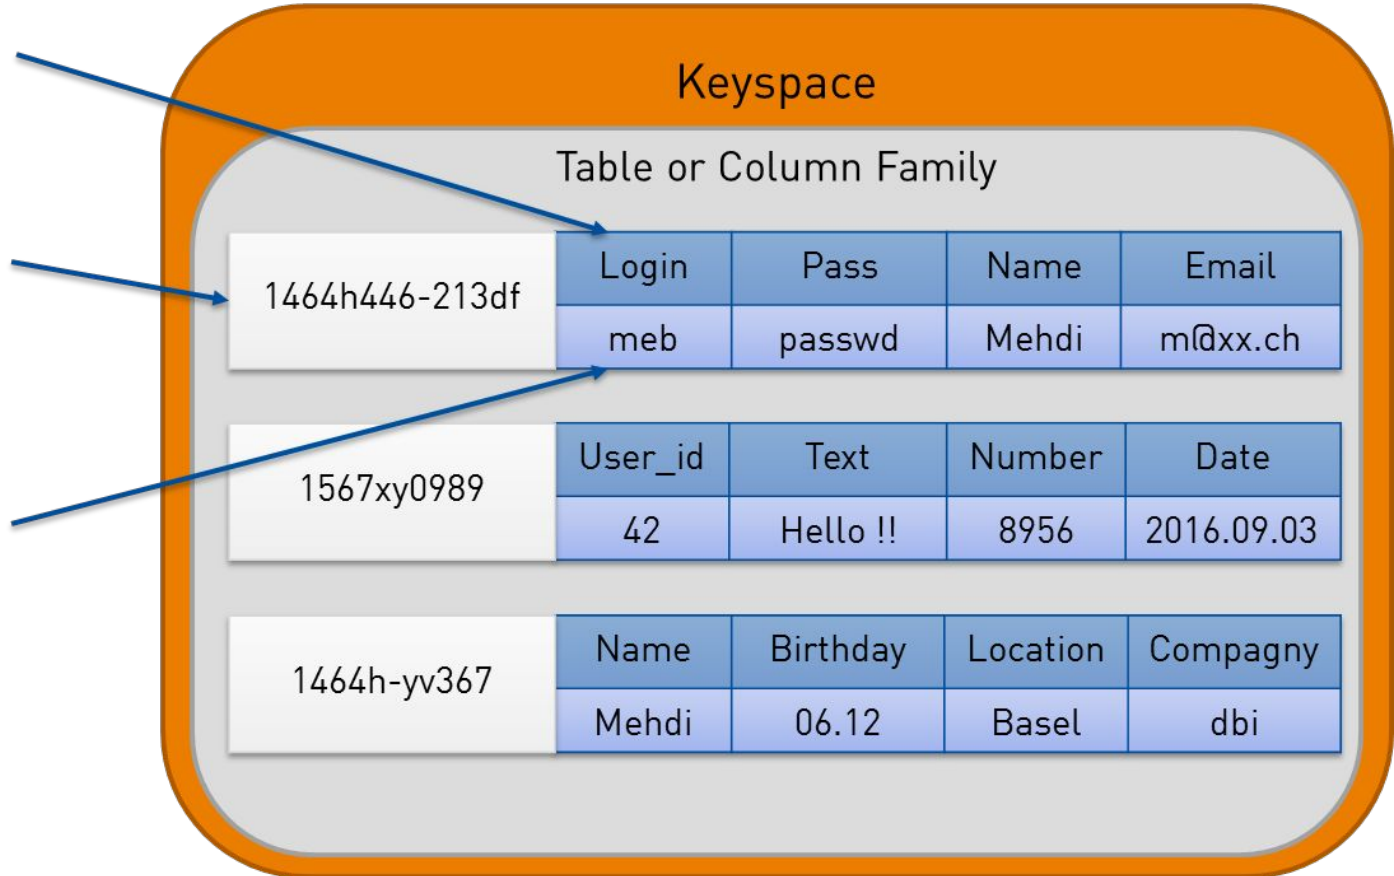 Keyspace
Table or Column Family
1464h446-213df
Login Pass Name Email
meb passwd Mehdi m@xx.ch
1567xy0989
User_id Text Number Date
42 Hello !! 8956 2016.09.03
1464h-yv367
Name Birthday Location Compagny
Mehdi 06.12 Basel dbi